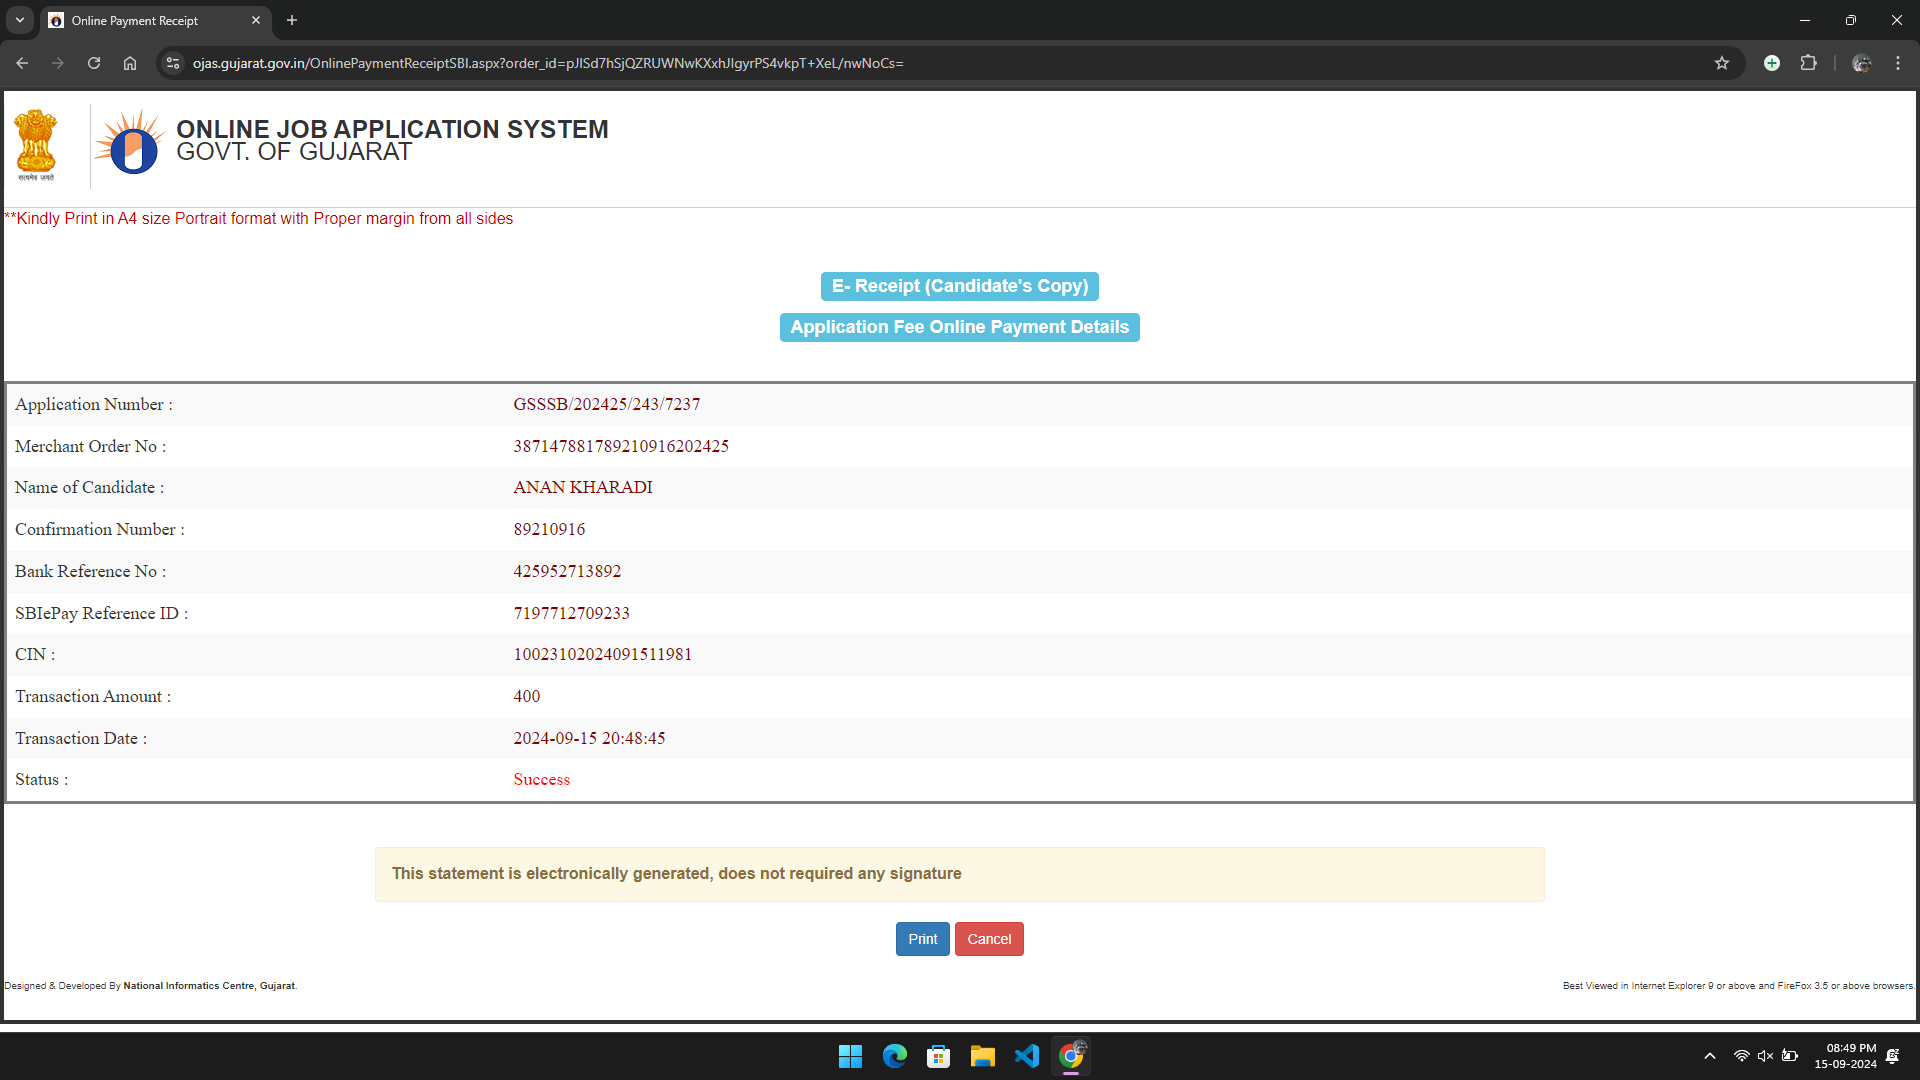 Online Payment Receipt
ojas.gujarat.gov.in/OnlinePaymentReceiptSBI.aspx?order_id=pJISd7hSjQZRUWNwKXxhJIgyrPS4vkpT+XeL/nwNoCs=
सत्यमेव जयते
ONLINE JOB APPLICATION SYSTEM
GOVT. OF GUJARAT
**Kindly Print in A4 size Portrait format with Proper margin from all sides
E- Receipt (Candidate's Copy)
Application Fee Online Payment Details
Application Number : GSSSB/202425/243/7237
Merchant Order No : 387147881789210916202425
Name of Candidate : ANAN KHARADI
Confirmation Number : 89210916
Bank Reference No : 425952713892
SBIePay Reference ID : 7197712709233
CIN : 10023102024091511981
Transaction Amount : 400
Transaction Date : 2024-09-15 20:48:45
Status : Success
This statement is electronically generated, does not required any signature
Print Cancel
Designed & Developed By National Informatics Centre, Gujarat. Best Viewed in Internet Explorer 9 or above and FireFox 3.5 or above browsers.
08:49 PM
15-09-2024